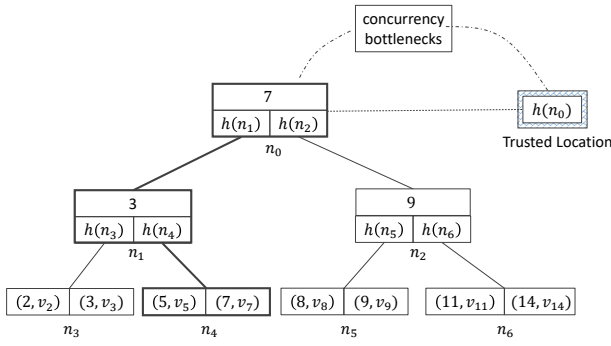 concurrency
bottlenecks
7
h(n₁) h(n₂)
n₀
h(n₀)
Trusted Location
3
h(n₃) h(n₄)
n₁
9
h(n₅) h(n₆)
n₂
(2, v₂) (3, v₃)
n₃
(5, v₅) (7, v₇)
n₄
(8, v₈) (9, v₉)
n₅
(11, v₁₁) (14, v₁₄)
n₆